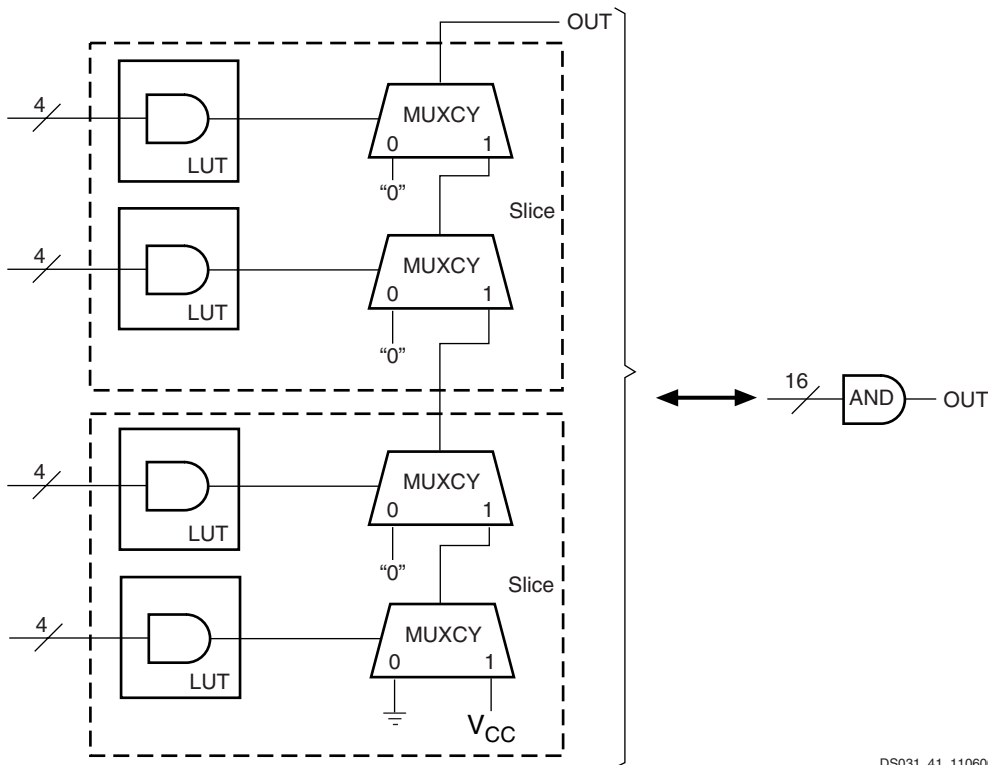 OUT
4
LUT
MUXCY
0 1
“0”
Slice
4
LUT
MUXCY
0 1
“0”
16
AND
OUT
4
LUT
MUXCY
0 1
“0”
Slice
4
LUT
MUXCY
0 1
VCC